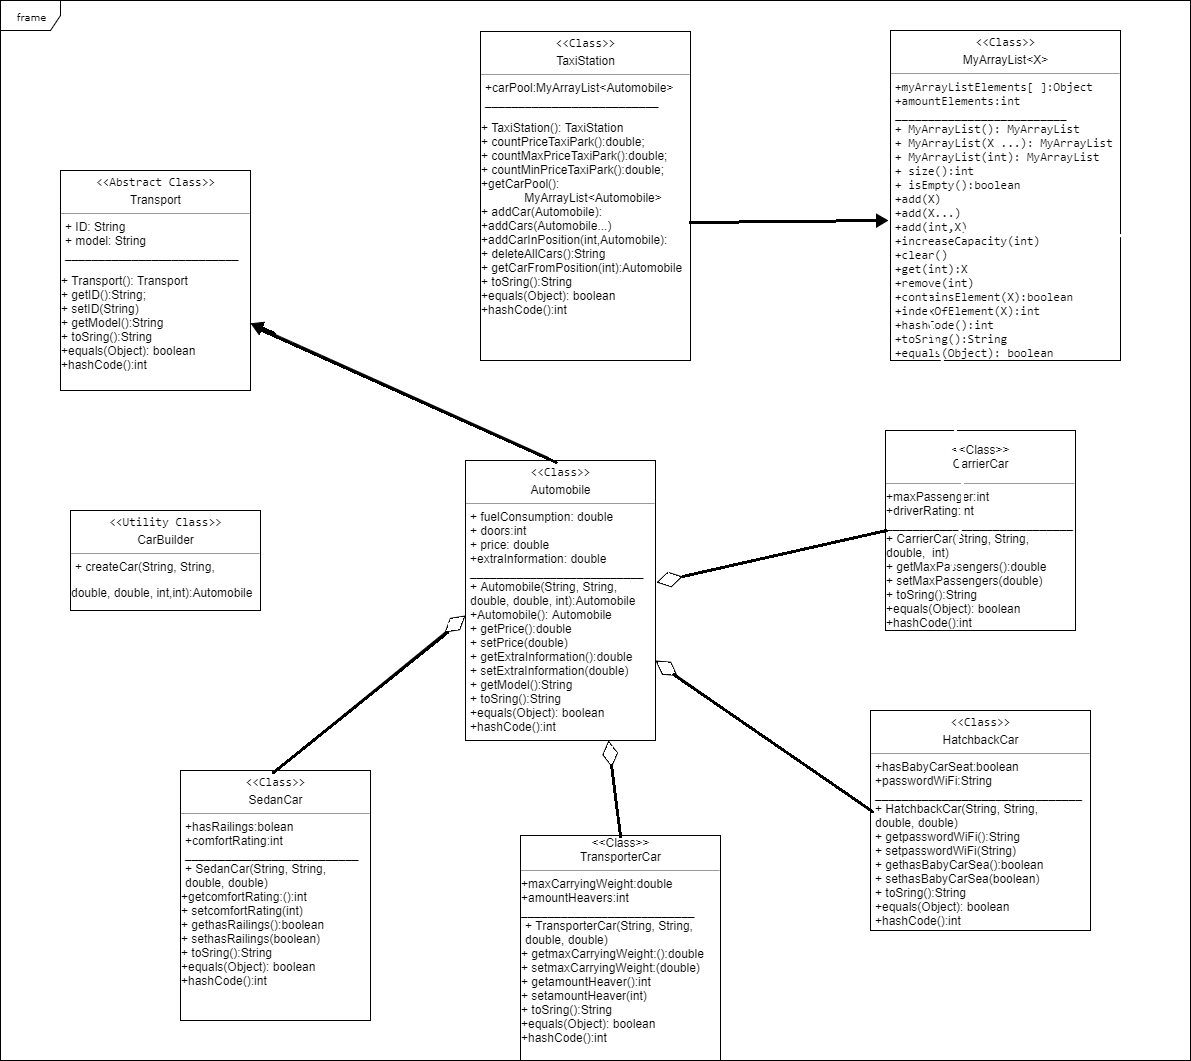 frame
<<Class>>
TaxiStation
+carPool:MyArrayList<Automobile>
+ TaxiStation(): TaxiStation
+ countPriceTaxiPark():double;
+ countMaxPriceTaxiPark():double;
+ countMinPriceTaxiPark():double;
+getCarPool():
MyArrayList<Automobile>
+ addCar(Automobile):
+addCars(Automobile...)
+addCarInPosition(int,Automobile):
+ deleteAllCars():String
+ getCarFromPosition(int):Automobile
+ toSring():String
+equals(Object): boolean
+hashCode():int
<<Class>>
MyArrayList<X>
+myArrayListElements[ ]:Object
+amountElements:int
+ MyArrayList(): MyArrayList
+ MyArrayList(X ...): MyArrayList
+ MyArrayList(int): MyArrayList
+ size():int
+ isEmpty():boolean
+add(X)
+add(X...)
+add(int,X)
+increaseCapacity(int)
+clear()
+get(int):X
+remove(int)
+containsElement(X):boolean
+indexOfElement(X):int
+hashCode():int
+toSring():String
+equals(Object): boolean
<<Abstract Class>>
Transport
+ ID: String
+ model: String
+ Transport(): Transport
+ getID():String;
+ setID(String)
+ getModel():String
+ toSring():String
+equals(Object): boolean
+hashCode():int
<<Class>>
Automobile
+ fuelConsumption: double
+ doors:int
+ price: double
+extraInformation: double
+ Automobile(String, String,
double, double, int):Automobile
+Automobile(): Automobile
+ getPrice():double
+ setPrice(double)
+ getExtraInformation():double
+ setExtraInformation(double)
+ getModel():String
+ toSring():String
+equals(Object): boolean
+hashCode():int
<<Class>>
CarrierCar
+maxPassenger:int
+driverRating: nt
+ CarrierCar(String, String,
double, int)
+ getMaxPassengers():double
+ setMaxPassengers(double)
+ toSring():String
+equals(Object): boolean
+hashCode():int
<<Utility Class>>
CarBuilder
+ createCar(String, String,
double, double, int,int):Automobile
<<Class>>
HatchbackCar
+hasBabyCarSeat:boolean
+passwordWiFi:String
+ HatchbackCar(String, String,
double, double)
+ getpasswordWiFi():String
+ setpasswordWiFi(String)
+ gethasBabyCarSea():boolean
+ sethasBabyCarSea(boolean)
+ toSring():String
+equals(Object): boolean
+hashCode():int
<<Class>>
SedanCar
+hasRailings:bolean
+comfortRating:int
+ SedanCar(String, String,
double, double)
+getcomfortRating:():int
+ setcomfortRating(int)
+ gethasRailings():boolean
+ sethasRailings(boolean)
+ toSring():String
+equals(Object): boolean
+hashCode():int
<<Class>>
TransporterCar
+maxCarryingWeight:double
+amountHeavers:int
+ TransporterCar(String, String,
double, double)
+ getmaxCarryingWeight:():double
+ setmaxCarryingWeight:(double)
+ getamountHeaver():int
+ setamountHeaver(int)
+ toSring():String
+equals(Object): boolean
+hashCode():int